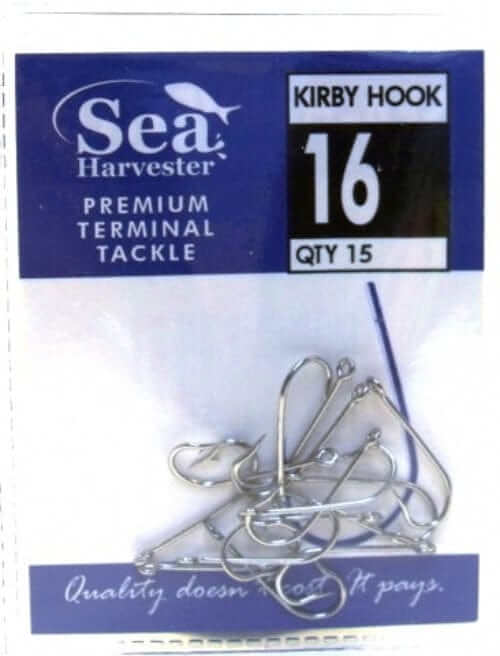 Sea
Harvester
PREMIUM
TERMINAL
TACKLE
KIRBY HOOK
16
QTY 15
Quality doesn't cost. It pays.